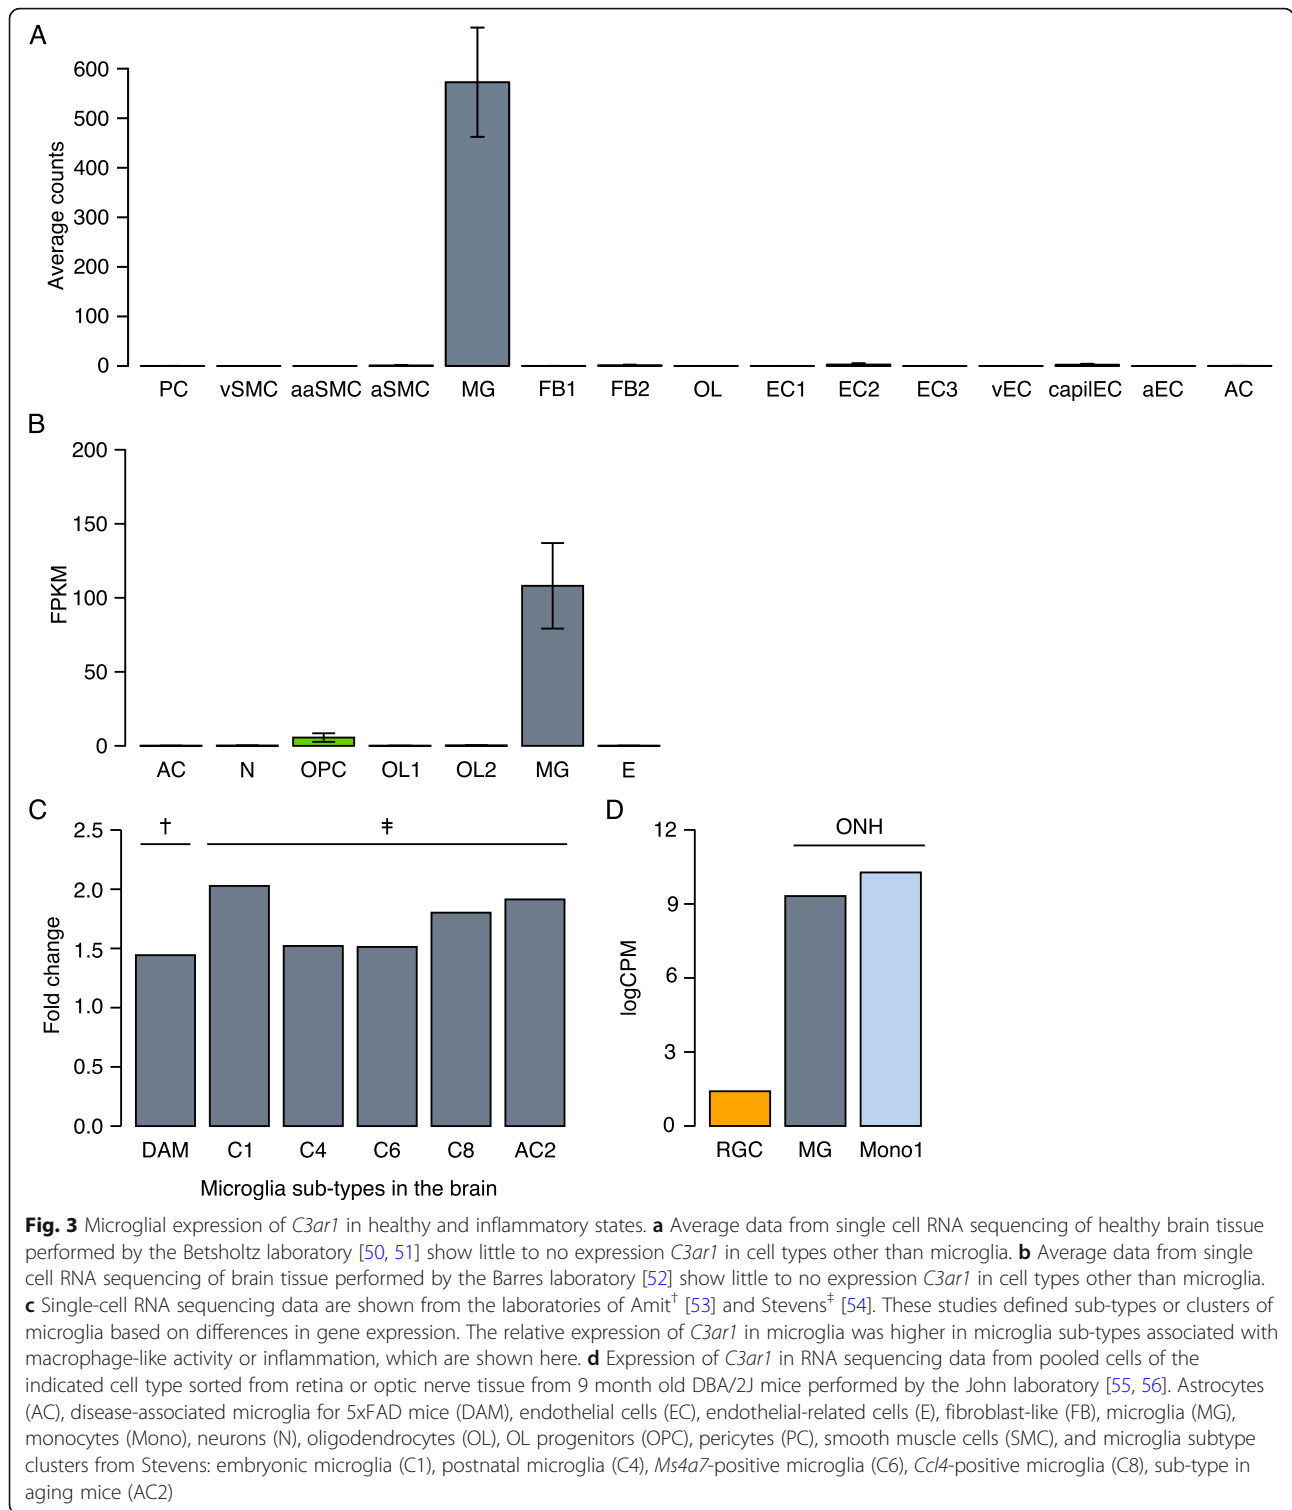 A
600
500
400
300
200
100
0
Average counts
PC vSMC aaSMC aSMC MG FB1 FB2 OL EC1 EC2 EC3 vEC capilEC aEC AC
B
200
150
100
50
0
FPKM
AC N OPC OL1 OL2 MG E
C
2.5
2.0
1.5
1.0
0.5
0.0
Fold change
† ‡
DAM C1 C4 C6 C8 AC2
Microglia sub-types in the brain
D
12
9
6
3
0
logCPM
ONH
RGC MG Mono1
Fig. 3 Microglial expression of C3ar1 in healthy and inflammatory states. a Average data from single cell RNA sequencing of healthy brain tissue
performed by the Betsholtz laboratory [50, 51] show little to no expression C3ar1 in cell types other than microglia. b Average data from single
cell RNA sequencing of brain tissue performed by the Barres laboratory [52] show little to no expression C3ar1 in cell types other than microglia.
c Single-cell RNA sequencing data are shown from the laboratories of Amit† [53] and Stevens‡ [54]. These studies defined sub-types or clusters of
microglia based on differences in gene expression. The relative expression of C3ar1 in microglia was higher in microglia sub-types associated with
macrophage-like activity or inflammation, which are shown here. d Expression of C3ar1 in RNA sequencing data from pooled cells of the
indicated cell type sorted from retina or optic nerve tissue from 9 month old DBA/2J mice performed by the John laboratory [55, 56]. Astrocytes
(AC), disease-associated microglia for 5xFAD mice (DAM), endothelial cells (EC), endothelial-related cells (E), fibroblast-like (FB), microglia (MG),
monocytes (Mono), neurons (N), oligodendrocytes (OL), OL progenitors (OPC), pericytes (PC), smooth muscle cells (SMC), and microglia subtype
clusters from Stevens: embryonic microglia (C1), postnatal microglia (C4), Ms4a7-positive microglia (C6), Ccl4-positive microglia (C8), sub-type in
aging mice (AC2)